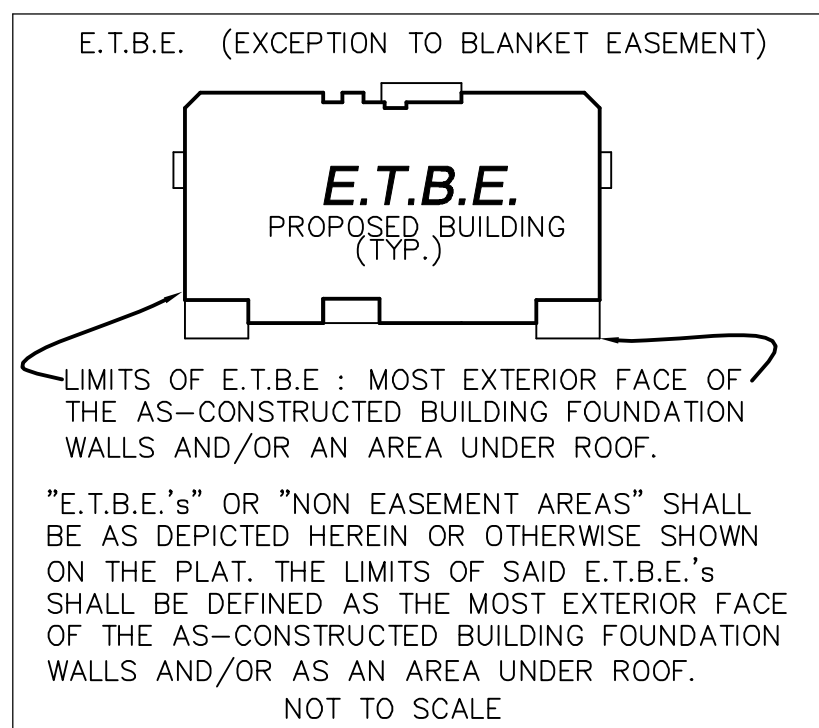 E.T.B.E. (EXCEPTION TO BLANKET EASEMENT)
E.T.B.E.
PROPOSED BUILDING
(TYP.)
LIMITS OF E.T.B.E : MOST EXTERIOR FACE OF
THE AS-CONSTRUCTED BUILDING FOUNDATION
WALLS AND/OR AN AREA UNDER ROOF.
"E.T.B.E.'s" OR "NON EASEMENT AREAS" SHALL
BE AS DEPICTED HEREIN OR OTHERWISE SHOWN
ON THE PLAT. THE LIMITS OF SAID E.T.B.E.'s
SHALL BE DEFINED AS THE MOST EXTERIOR FACE
OF THE AS-CONSTRUCTED BUILDING FOUNDATION
WALLS AND/OR AS AN AREA UNDER ROOF.
NOT TO SCALE